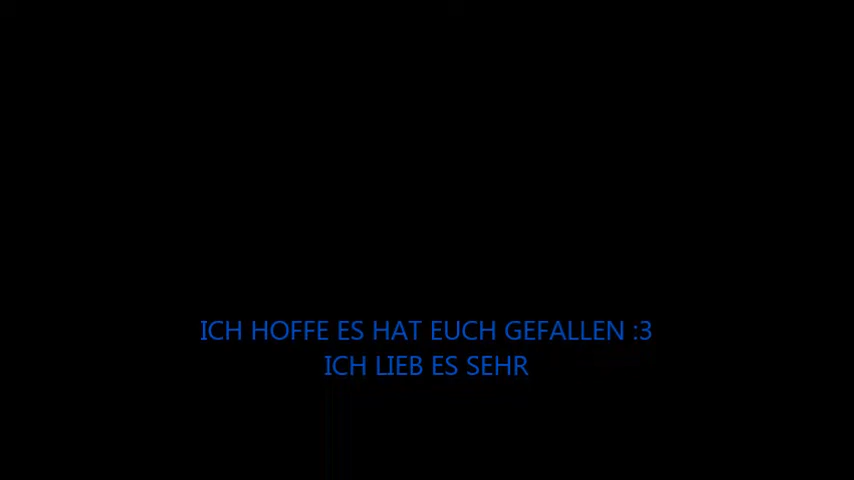 ICH HOFFE ES HAT EUCH GEFALLEN :3
ICH LIEB ES SEHR